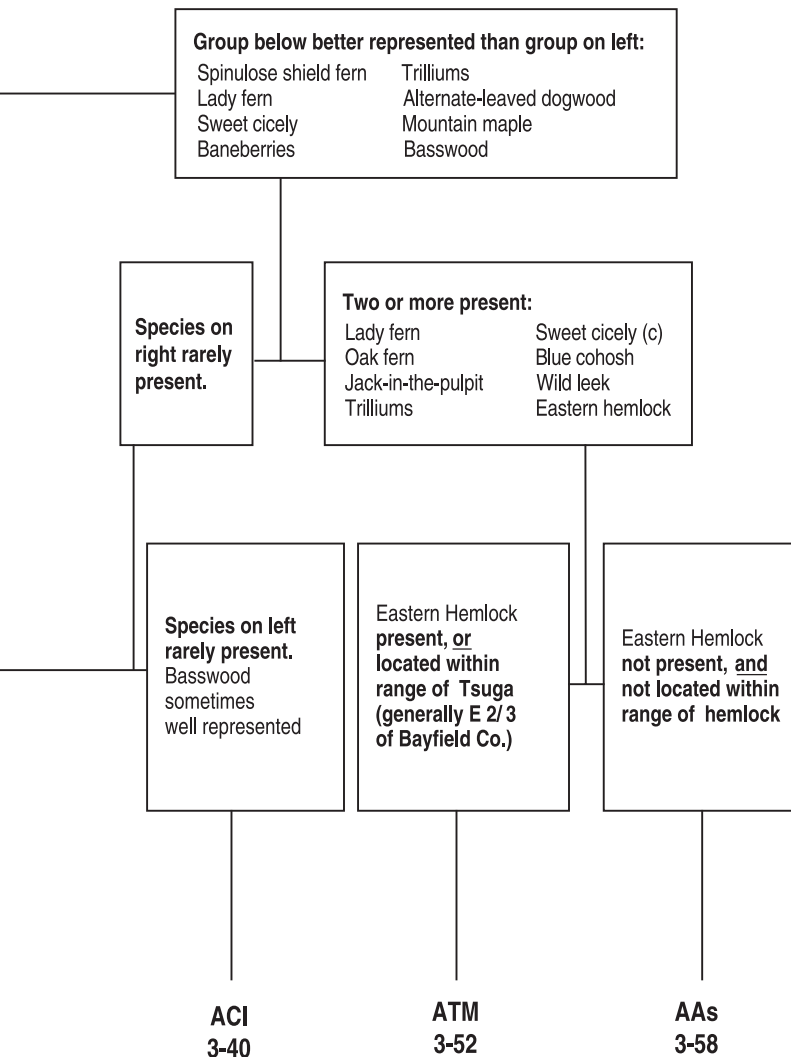 Group below better represented than group on left:
Spinulose shield fern Trilliums
Lady fern Alternate-leaved dogwood
Sweet cicely Mountain maple
Baneberries Basswood
Species on
right rarely
present.
Two or more present:
Lady fern Sweet cicely (c)
Oak fern Blue cohosh
Jack-in-the-pulpit Wild leek
Trilliums Eastern hemlock
Species on left
rarely present.
Basswood
sometimes
well represented
Eastern Hemlock
present, or
located within
range of Tsuga
(generally E 2/3
of Bayfield Co.)
Eastern Hemlock
not present, and
not located within
range of hemlock
ACI
3-40
ATM
3-52
AAs
3-58